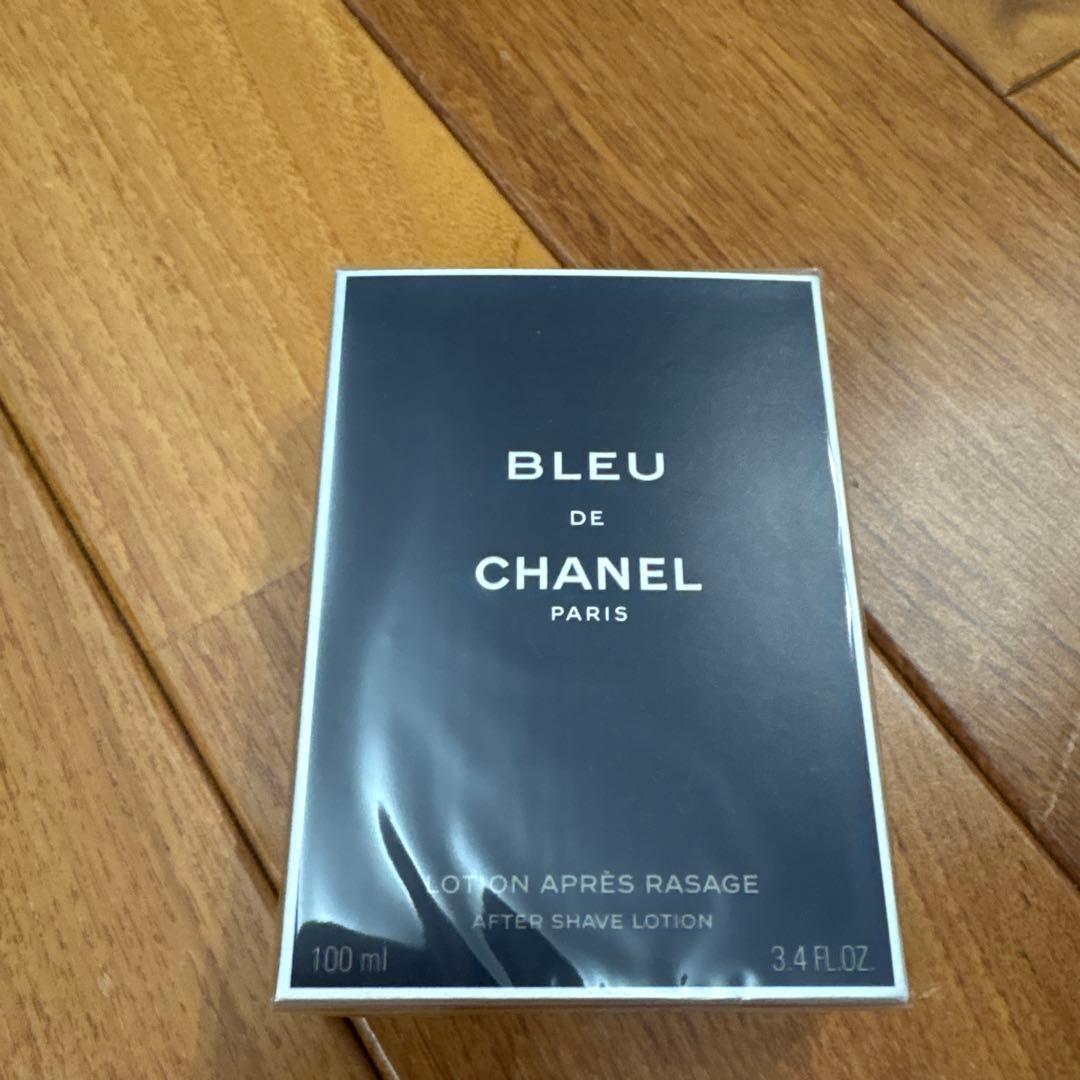 BLEU
DE
CHANEL
PARIS
LOTION APRÈS RASAGE
AFTER SHAVE LOTION
100 ml
3.4 FL.OZ.